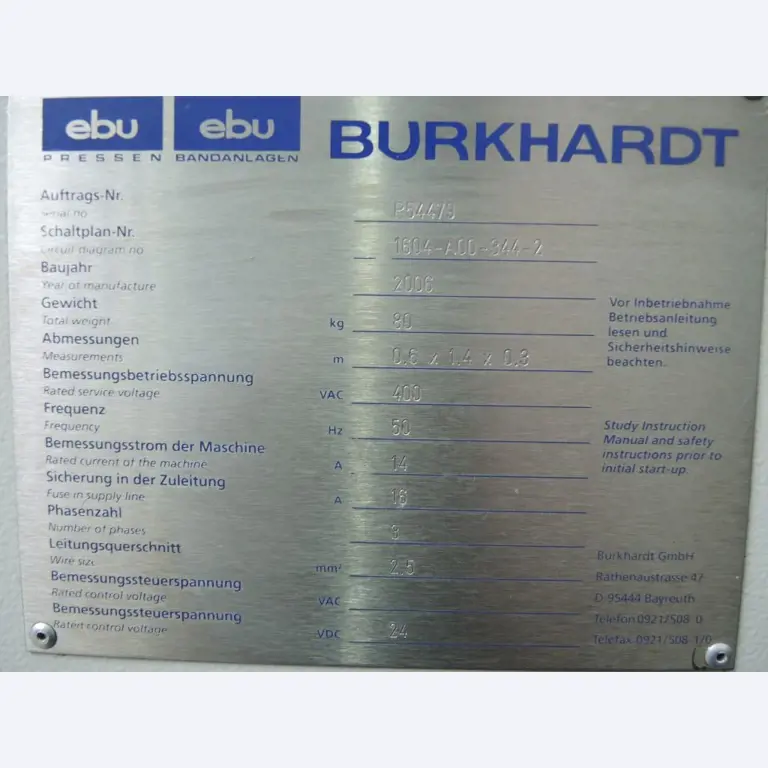 ebu ebu BURKHARDT
PRESSEN BANDANLAGEN
Auftrags-Nr.
Serial no P54479
Schaltplan-Nr.
Circuit diagram no 1604-A00-944-2
Baujahr
Year of manufacture 2006
Gewicht
Total weight kg 80
Abmessungen
Measurements m 0.6 x 1.4 x 0.3
Bemessungsbetriebsspannung
Rated service voltage VAC 400
Frequenz
Frequency Hz 50
Bemessungsstrom der Maschine
Rated current of the machine A 14
Sicherung in der Zuleitung
Fuse in supply line A 16
Phasenzahl
Number of phases 3
Leitungsquerschnitt
Wire size mm² 2.5
Bemessungssteuerspannung
Rated control voltage VAC
Bemessungssteuerspannung
Rated control voltage VDC 24
Vor Inbetriebnahme
Betriebsanleitung
lesen und
Sicherheitshinweise
beachten.
Study Instruction
Manual and safety
instructions prior to
initial start-up.
Burkhardt GmbH
Rathenaustrasse 47
D-95444 Bayreuth
Telefon 0921/508-0
Telefax 0921/508-1/0